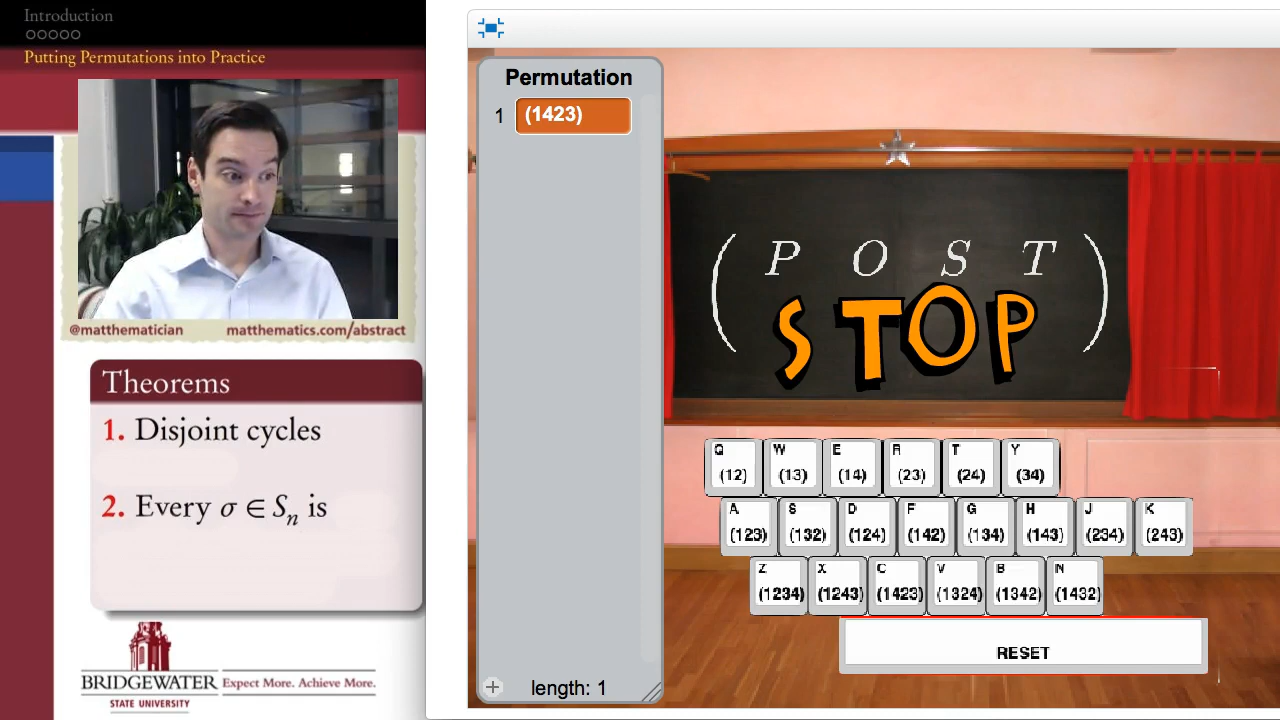 Introduction
Putting Permutations into Practice
@matthematician matthematics.com/abstract
Theorems
1. Disjoint cycles
2. Every σ ∈ Sₙ is
BRIDGEWATER
STATE UNIVERSITY
Expect More. Achieve More.
Permutation
1 (1423)
+ length: 1
( P O S T )
STOP
Q W E R T Y
(12) (13) (14) (23) (24) (34)
A S D F G H J K
(123) (132) (124) (142) (134) (143) (234) (243)
Z X C V B N
(1234) (1243) (1423) (1324) (1342) (1432)
RESET